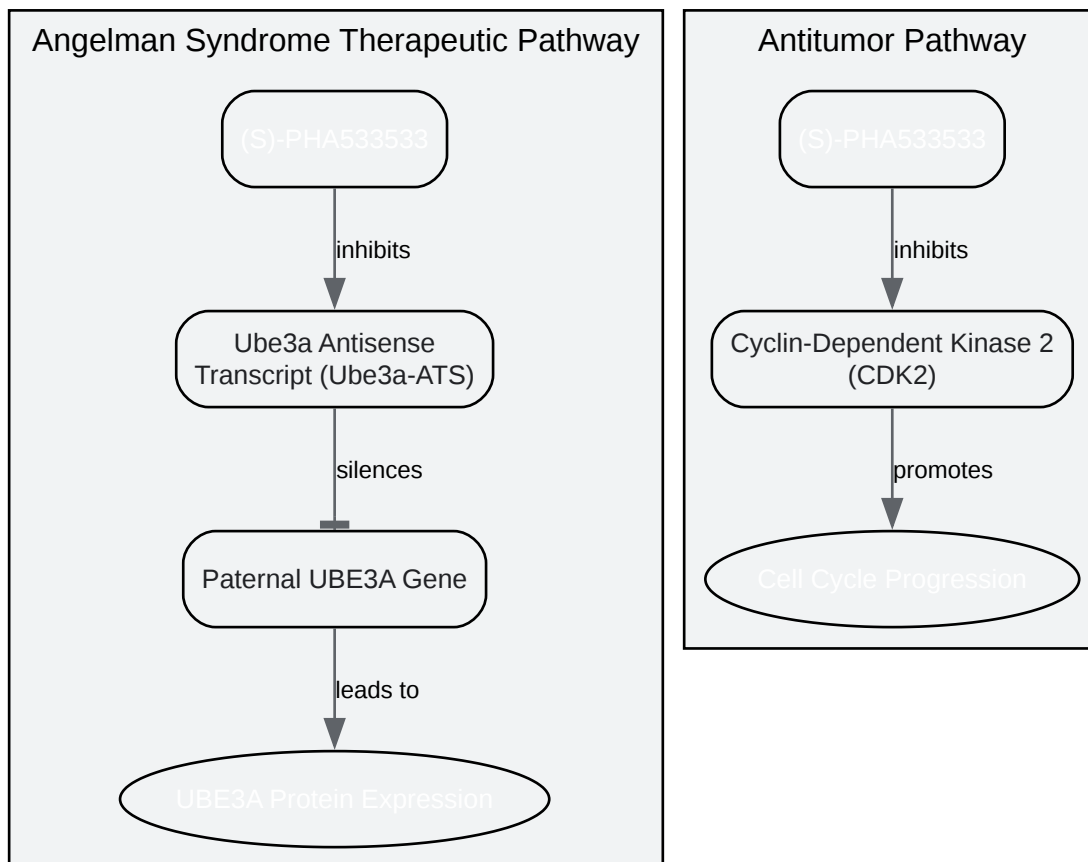 Angelman Syndrome Therapeutic Pathway
(S)-PHA533533
inhibits
Ube3a Antisense
Transcript (Ube3a-ATS)
silences
Paternal UBE3A Gene
leads to
UBE3A Protein Expression
Antitumor Pathway
(S)-PHA533533
inhibits
Cyclin-Dependent Kinase 2
(CDK2)
promotes
Cell Cycle Progression